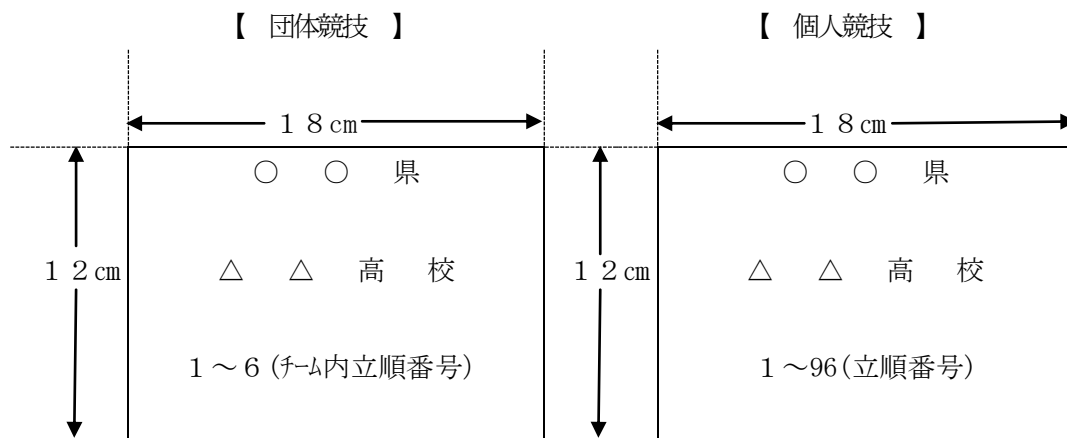 【 団体競技 】 【 個人競技 】
18cm 18cm
○ ○ 県 ○ ○ 県
12cm △ △ 高 校 12cm △ △ 高 校
1～6(ﾁｰﾑ内立順番号) 1～96(立順番号)